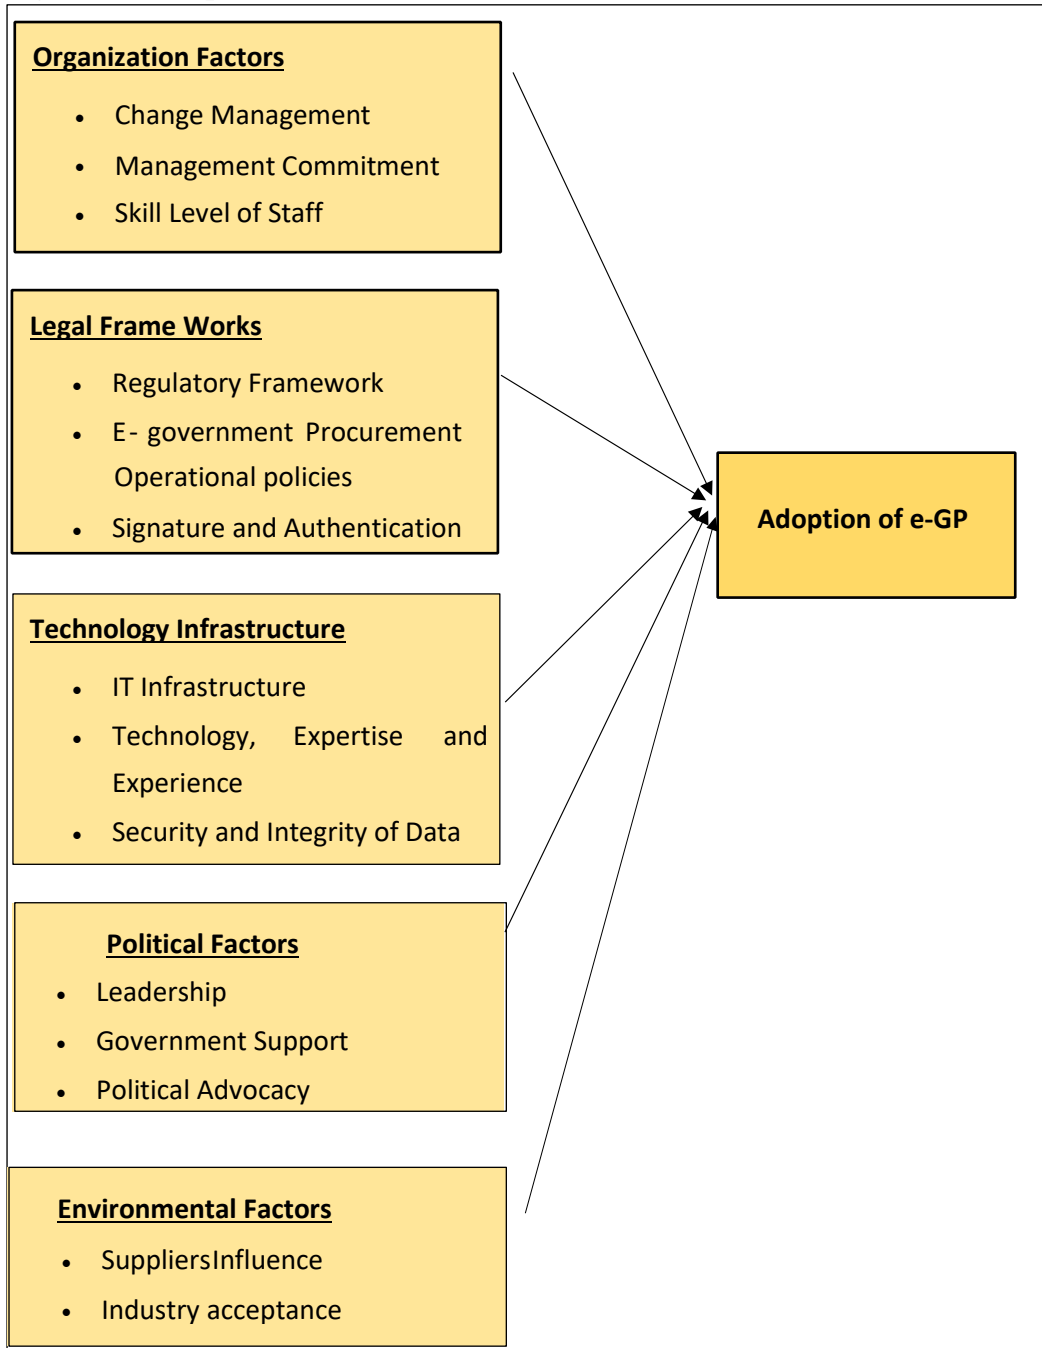 Organization Factors
• Change Management
• Management Commitment
• Skill Level of Staff
Legal Frame Works
• Regulatory Framework
• E- government Procurement
Operational policies
• Signature and Authentication
Technology Infrastructure
• IT Infrastructure
• Technology, Expertise and
Experience
• Security and Integrity of Data
Political Factors
• Leadership
• Government Support
• Political Advocacy
Environmental Factors
• SuppliersInfluence
• Industry acceptance
Adoption of e-GP